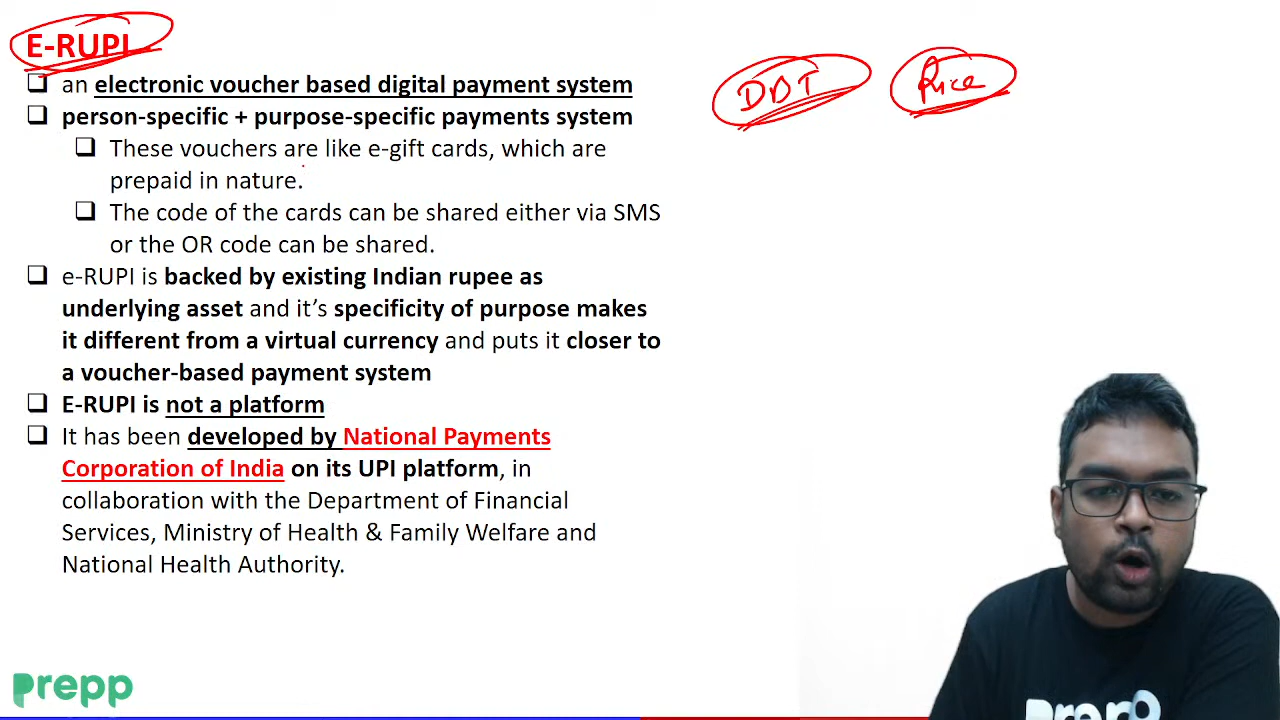 E-RUPI
an electronic voucher based digital payment system
person-specific + purpose-specific payments system
These vouchers are like e-gift cards, which are
prepaid in nature.
The code of the cards can be shared either via SMS
or the OR code can be shared.
e-RUPI is backed by existing Indian rupee as
underlying asset and it’s specificity of purpose makes
it different from a virtual currency and puts it closer to
a voucher-based payment system
E-RUPI is not a platform
It has been developed by National Payments
Corporation of India on its UPI platform, in
collaboration with the Department of Financial
Services, Ministry of Health & Family Welfare and
National Health Authority.
DDT
Rice
prepp